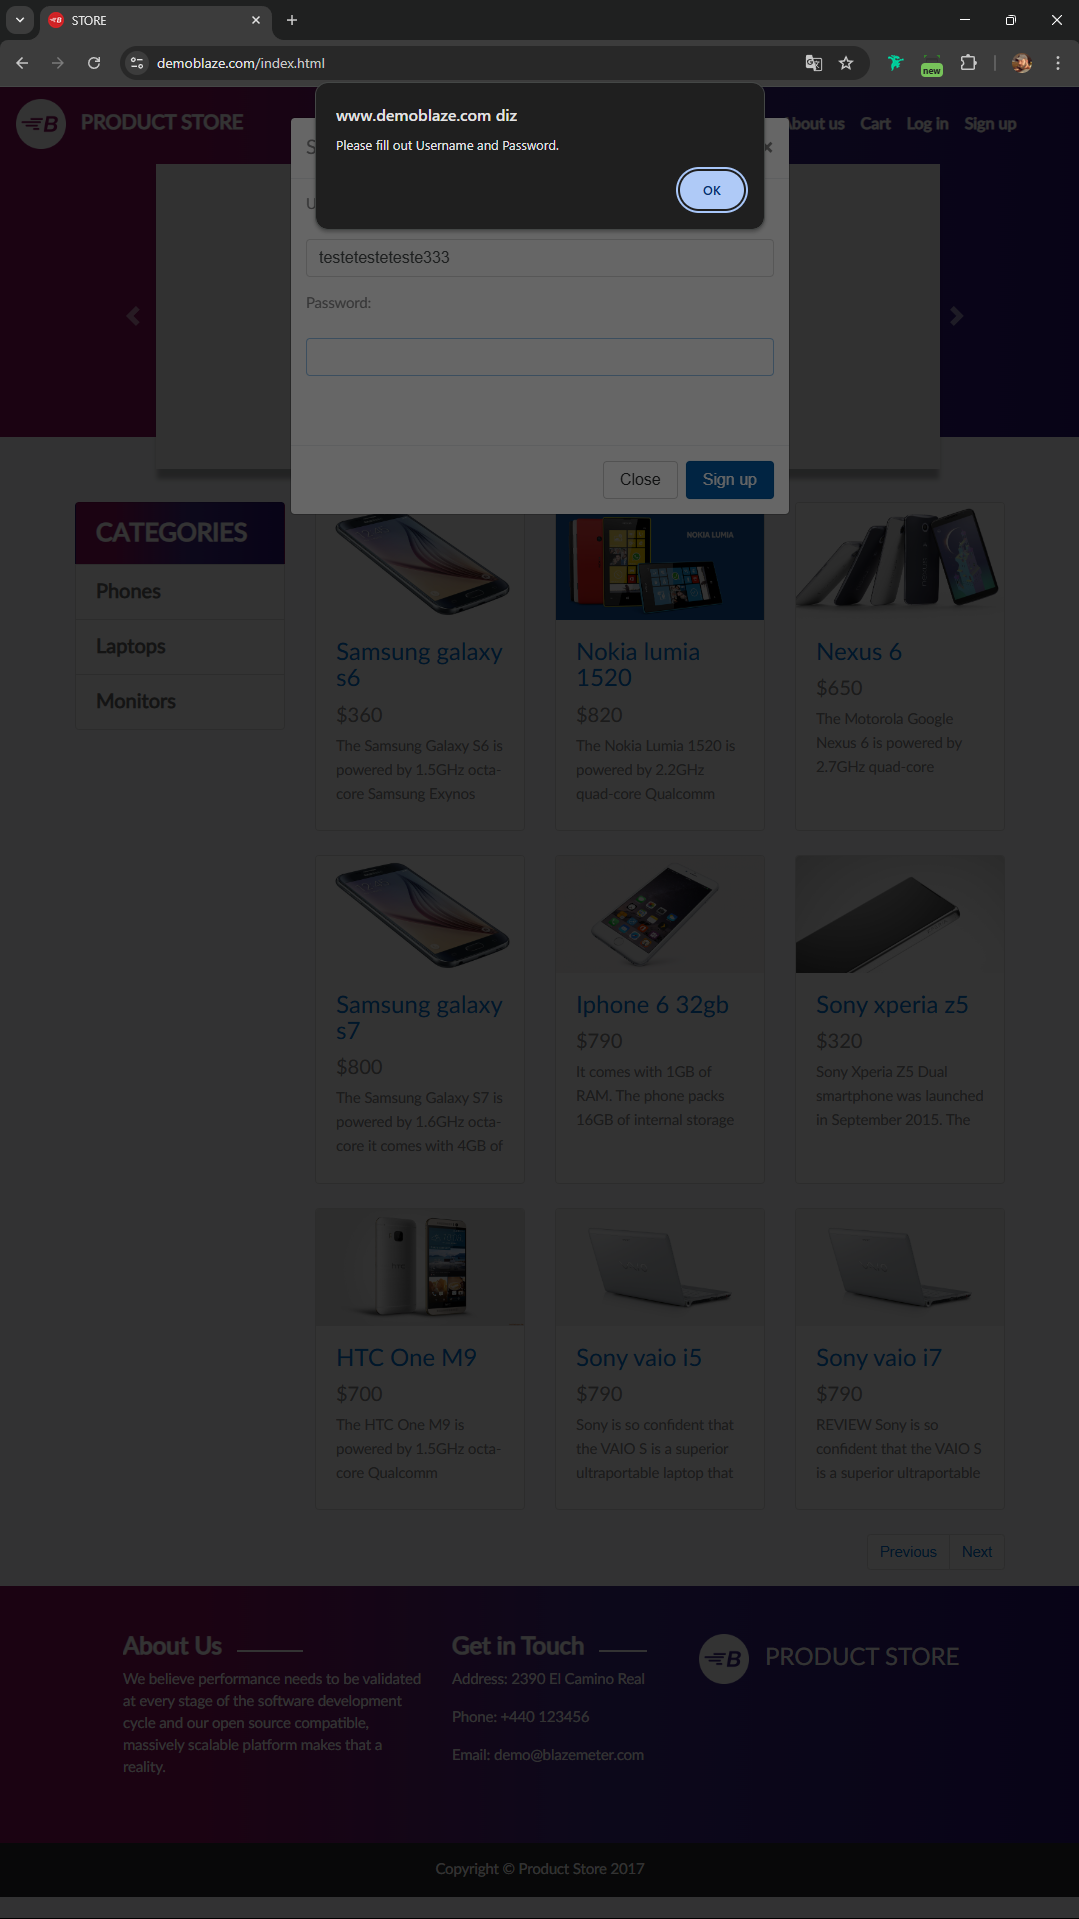 STORE
demoblaze.com/index.html
new
PRODUCT STORE
About us Cart Log in Sign up
www.demoblaze.com diz
Please fill out Username and Password.
OK
testetesteteste333
Password:
Close Sign up
CATEGORIES
Phones
Laptops
Monitors
Samsung galaxy
s6
$360
The Samsung Galaxy S6 is
powered by 1.5GHz octa-
core Samsung Exynos
NOKIA LUMIA
Nokia lumia
1520
$820
The Nokia Lumia 1520 is
powered by 2.2GHz
quad-core Qualcomm
Nexus 6
$650
The Motorola Google
Nexus 6 is powered by
2.7GHz quad-core
Samsung galaxy
s7
$800
The Samsung Galaxy S7 is
powered by 1.6GHz octa-
core it comes with 4GB of
Iphone 6 32gb
$790
It comes with 1GB of
RAM. The phone packs
16GB of internal storage
Sony xperia z5
$320
Sony Xperia Z5 Dual
smartphone was launched
in September 2015. The
HTC One M9
$700
The HTC One M9 is
powered by 1.5GHz octa-
core Qualcomm
Sony vaio i5
$790
Sony is so confident that
the VAIO S is a superior
ultraportable laptop that
Sony vaio i7
$790
REVIEW Sony is so
confident that the VAIO S
is a superior ultraportable
Previous Next
About Us
We believe performance needs to be validated
at every stage of the software development
cycle and our open source compatible,
massively scalable platform makes that a
reality.
Get in Touch
Address: 2390 El Camino Real
Phone: +440 123456
Email: demo@blazemeter.com
PRODUCT STORE
Copyright © Product Store 2017